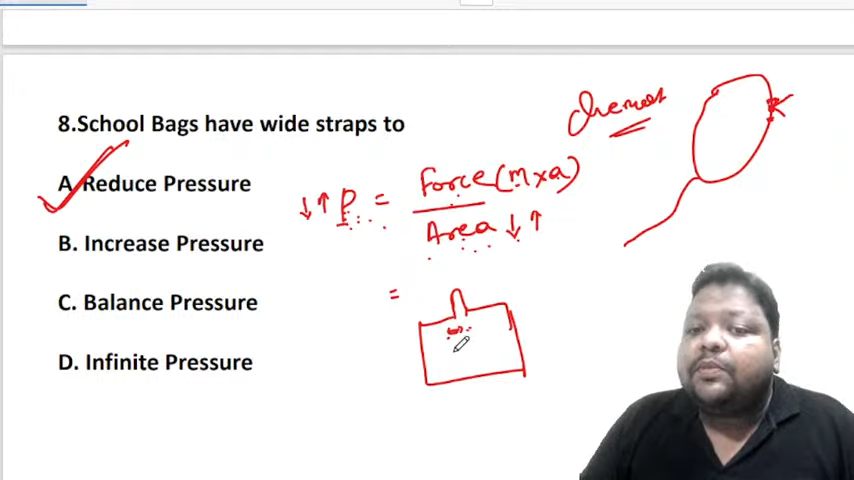 8.School Bags have wide straps to
A Reduce Pressure
B. Increase Pressure
C. Balance Pressure
D. Infinite Pressure
↓↑ P = Force (m×a)
Area ↓↑
=